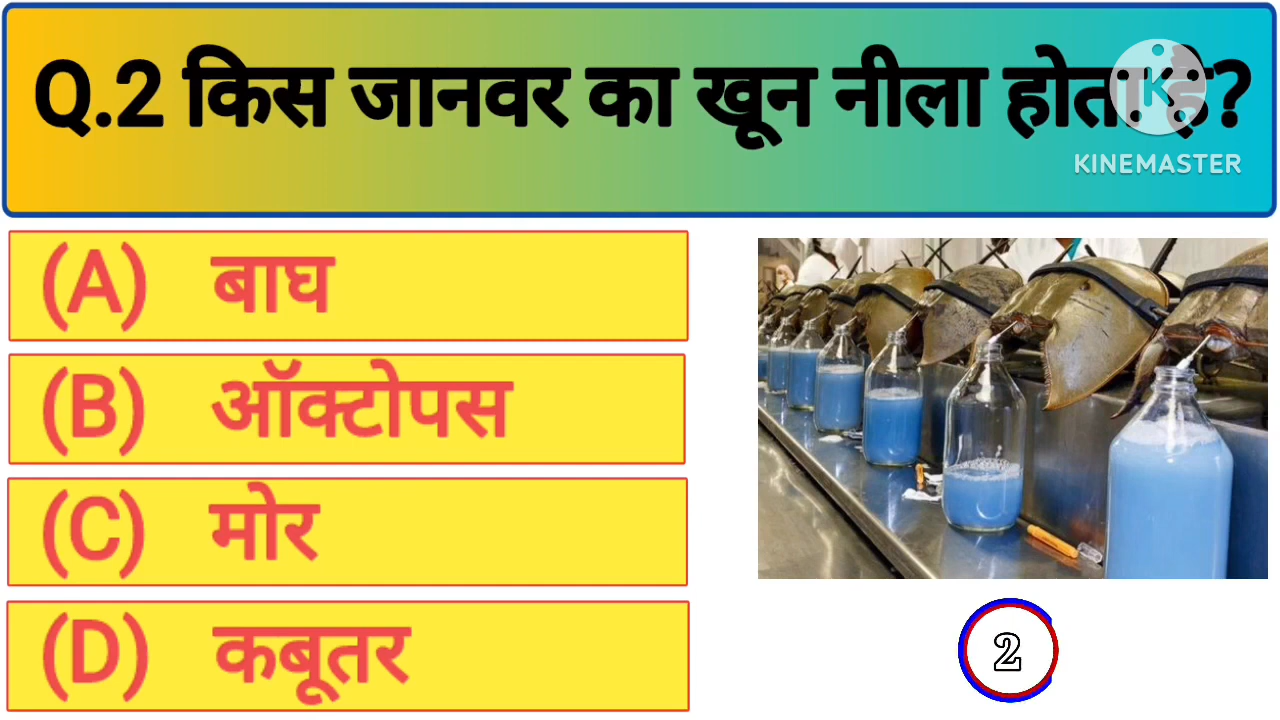 Q.2 किस जानवर का खून नीला होता है?
KINEMASTER
(A) बाघ
(B) ऑक्टोपस
(C) मोर
(D) कबूतर
2